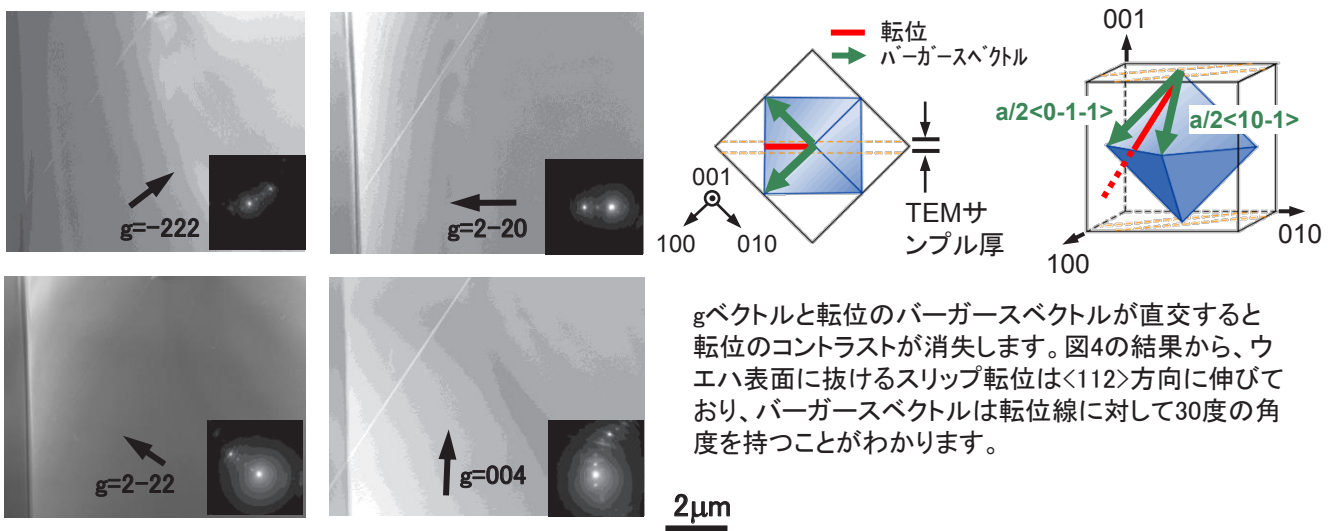 g=-222
g=2-20
g=2-22
g=004
転位
バーガースベクトル
001
100
010
TEMサ
ンプル厚
001
a/2<0-1-1>
a/2<10-1>
010
100
gベクトルと転位のバーガースベクトルが直交すると
転位のコントラストが消失します。図4の結果から、ウ
エハ表面に抜けるスリップ転位は<112>方向に伸びて
おり、バーガースベクトルは転位線に対して30度の角
度を持つことがわかります。
2μm